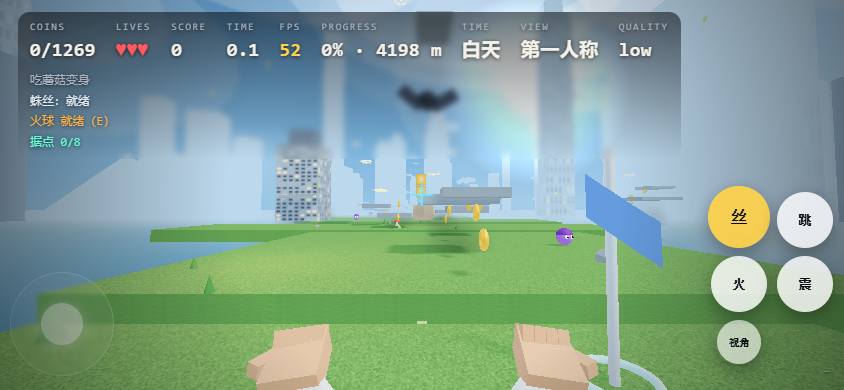 COINS LIVES SCORE TIME FPS PROGRESS TIME VIEW QUALITY
0/1269 ♥♥♥ 0 0.1 52 0% · 4198 m 白天 第一人称 low
吃蘑菇变身
蛛丝: 就绪
火球 就绪 (E)
据点 0/8
丝 跳
火 震
视角